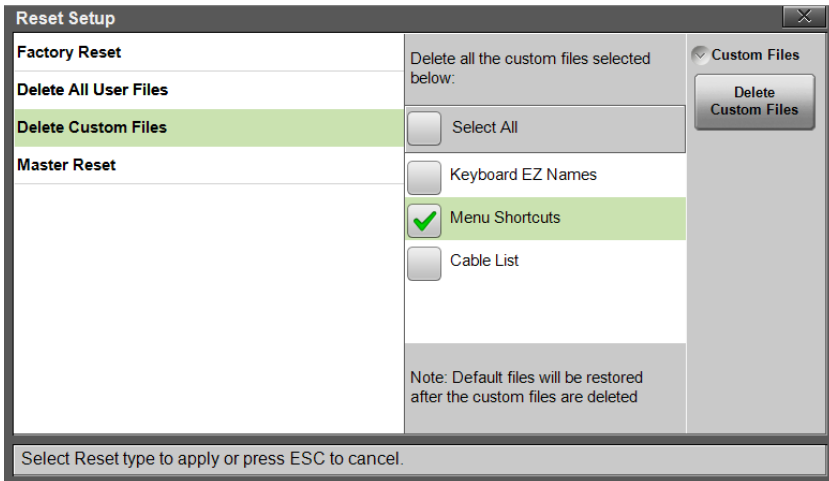 Reset Setup
Factory Reset
Delete All User Files
Delete Custom Files
Master Reset
Delete all the custom files selected
below:
Select All
Keyboard EZ Names
Menu Shortcuts
Cable List
Note: Default files will be restored
after the custom files are deleted
Custom Files
Delete
Custom Files
Select Reset type to apply or press ESC to cancel.